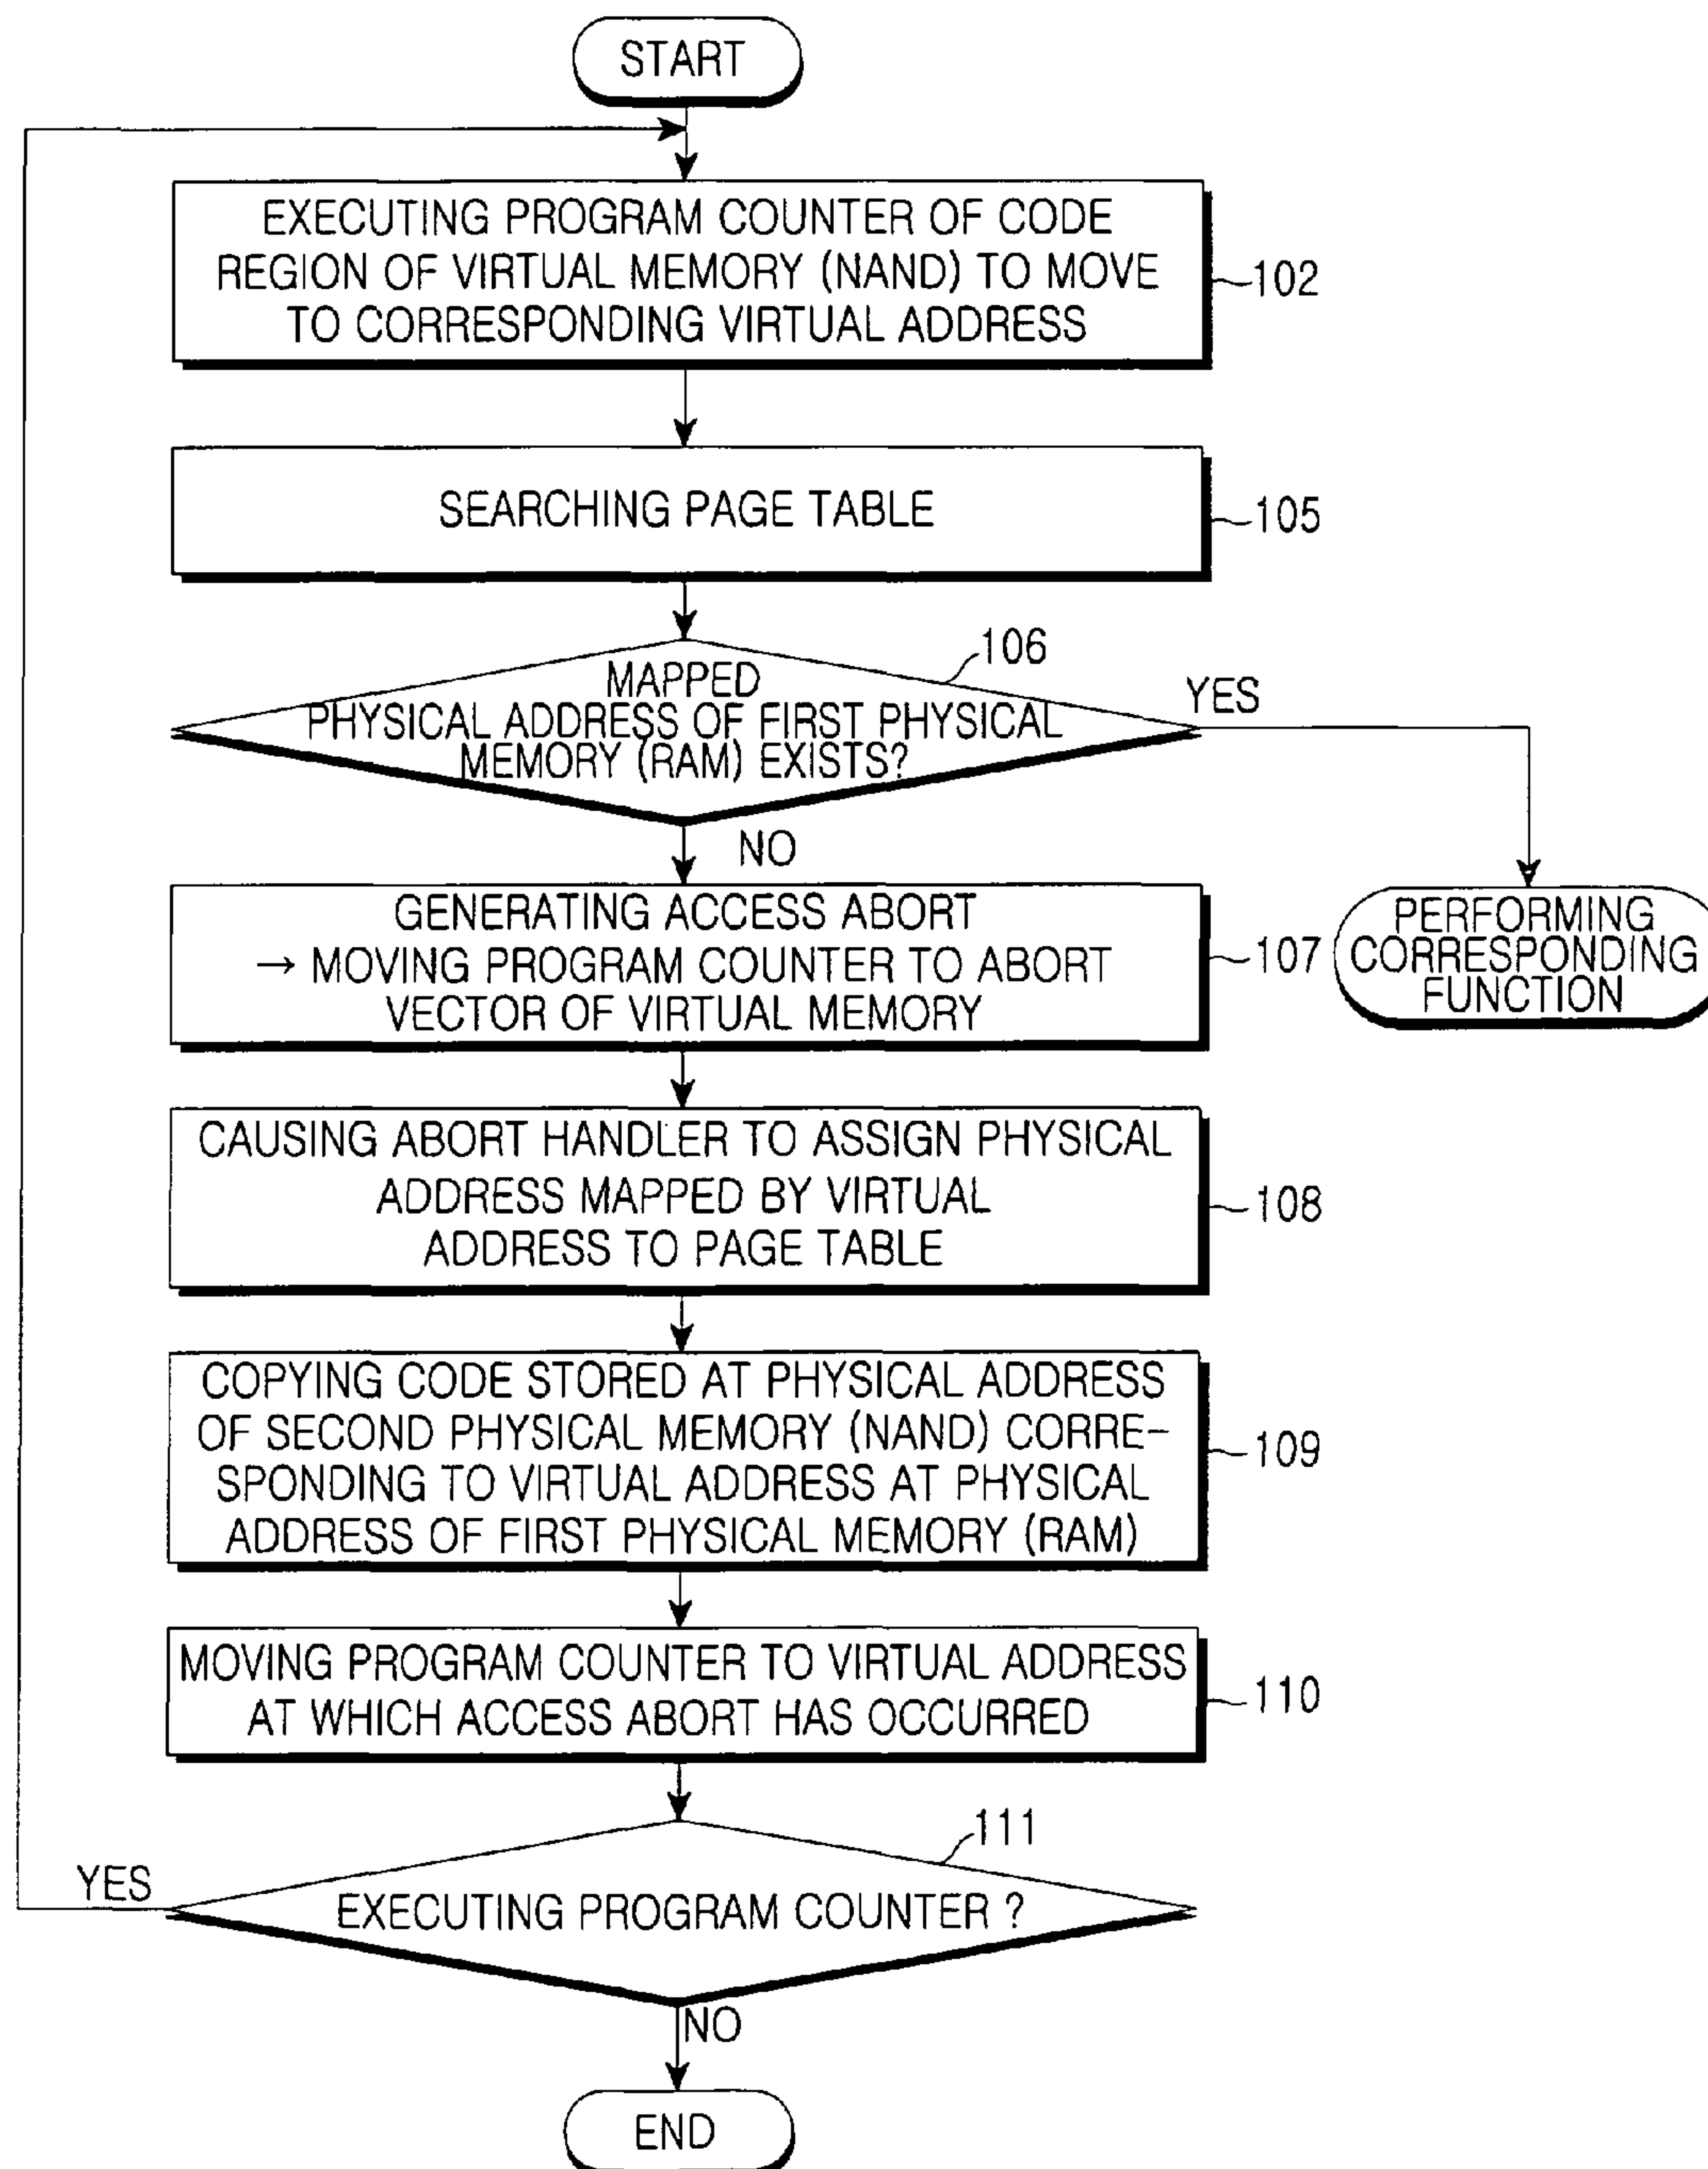 START
EXECUTING PROGRAM COUNTER OF CODE
REGION OF VIRTUAL MEMORY (NAND) TO MOVE
TO CORRESPONDING VIRTUAL ADDRESS
102
SEARCHING PAGE TABLE
105
106
MAPPED
PHYSICAL ADDRESS OF FIRST PHYSICAL
MEMORY (RAM) EXISTS?
YES
NO
GENERATING ACCESS ABORT
→ MOVING PROGRAM COUNTER TO ABORT
VECTOR OF VIRTUAL MEMORY
107
PERFORMING
CORRESPONDING
FUNCTION
CAUSING ABORT HANDLER TO ASSIGN PHYSICAL
ADDRESS MAPPED BY VIRTUAL
ADDRESS TO PAGE TABLE
108
COPYING CODE STORED AT PHYSICAL ADDRESS
OF SECOND PHYSICAL MEMORY (NAND) CORRE-
SPONDING TO VIRTUAL ADDRESS AT PHYSICAL
ADDRESS OF FIRST PHYSICAL MEMORY (RAM)
109
MOVING PROGRAM COUNTER TO VIRTUAL ADDRESS
AT WHICH ACCESS ABORT HAS OCCURRED
110
111
YES
EXECUTING PROGRAM COUNTER ?
NO
END